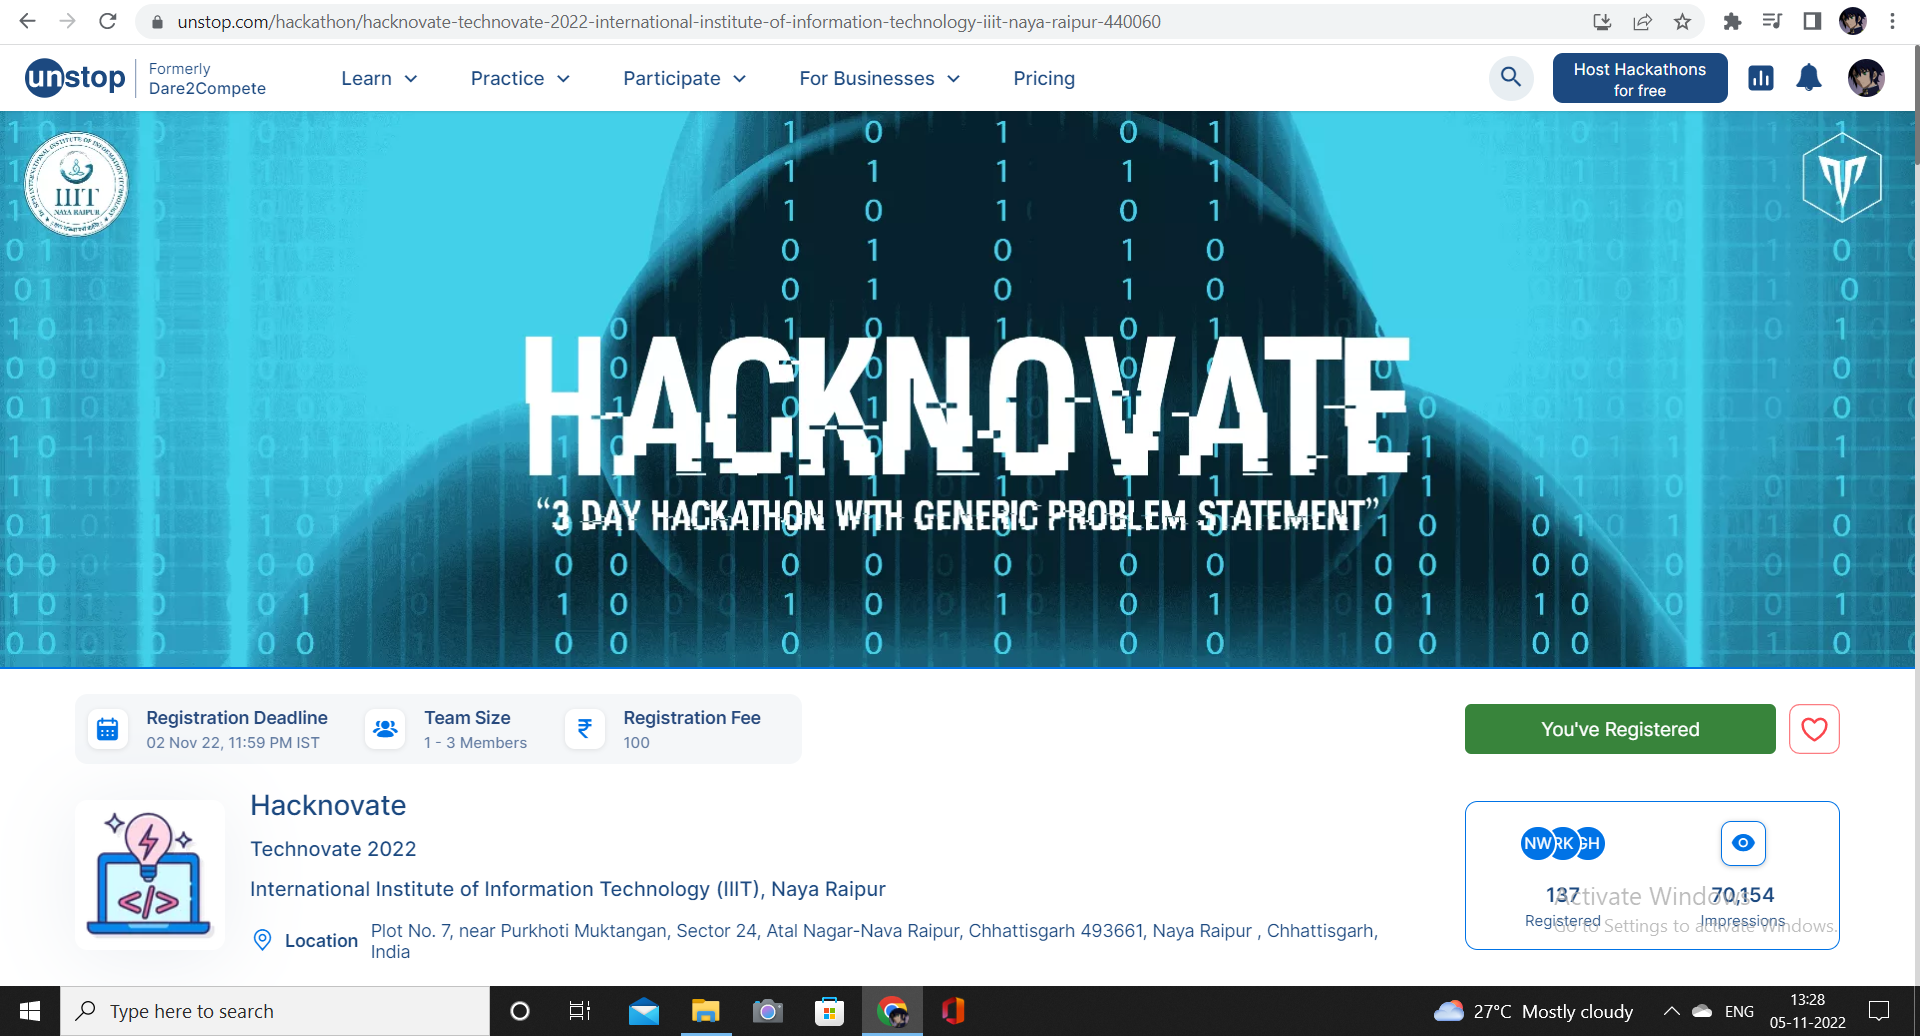 unstop.com/hackathon/hacknovate-technovate-2022-international-institute-of-information-technology-iiit-naya-raipur-440060
unstop
Formerly
Dare2Compete
Learn
Practice
Participate
For Businesses
Pricing
Host Hackathons
for free
IIIT
NAYA RAIPUR
HACKNOVATE
“3 DAY HACKATHON WITH GENERIC PROBLEM STATEMENT”
Registration Deadline
02 Nov 22, 11:59 PM IST
Team Size
1 - 3 Members
₹
Registration Fee
100
You've Registered
Hacknovate
Technovate 2022
International Institute of Information Technology (IIIT), Naya Raipur
Location
Plot No. 7, near Purkhoti Muktangan, Sector 24, Atal Nagar-Nava Raipur, Chhattisgarh 493661, Naya Raipur , Chhattisgarh,
India
</>
NW RK GH
137
Registered
70,154
Impressions
Activate Windows
Go to Settings to activate Windows.
Type here to search
27°C Mostly cloudy
ENG
13:28
05-11-2022